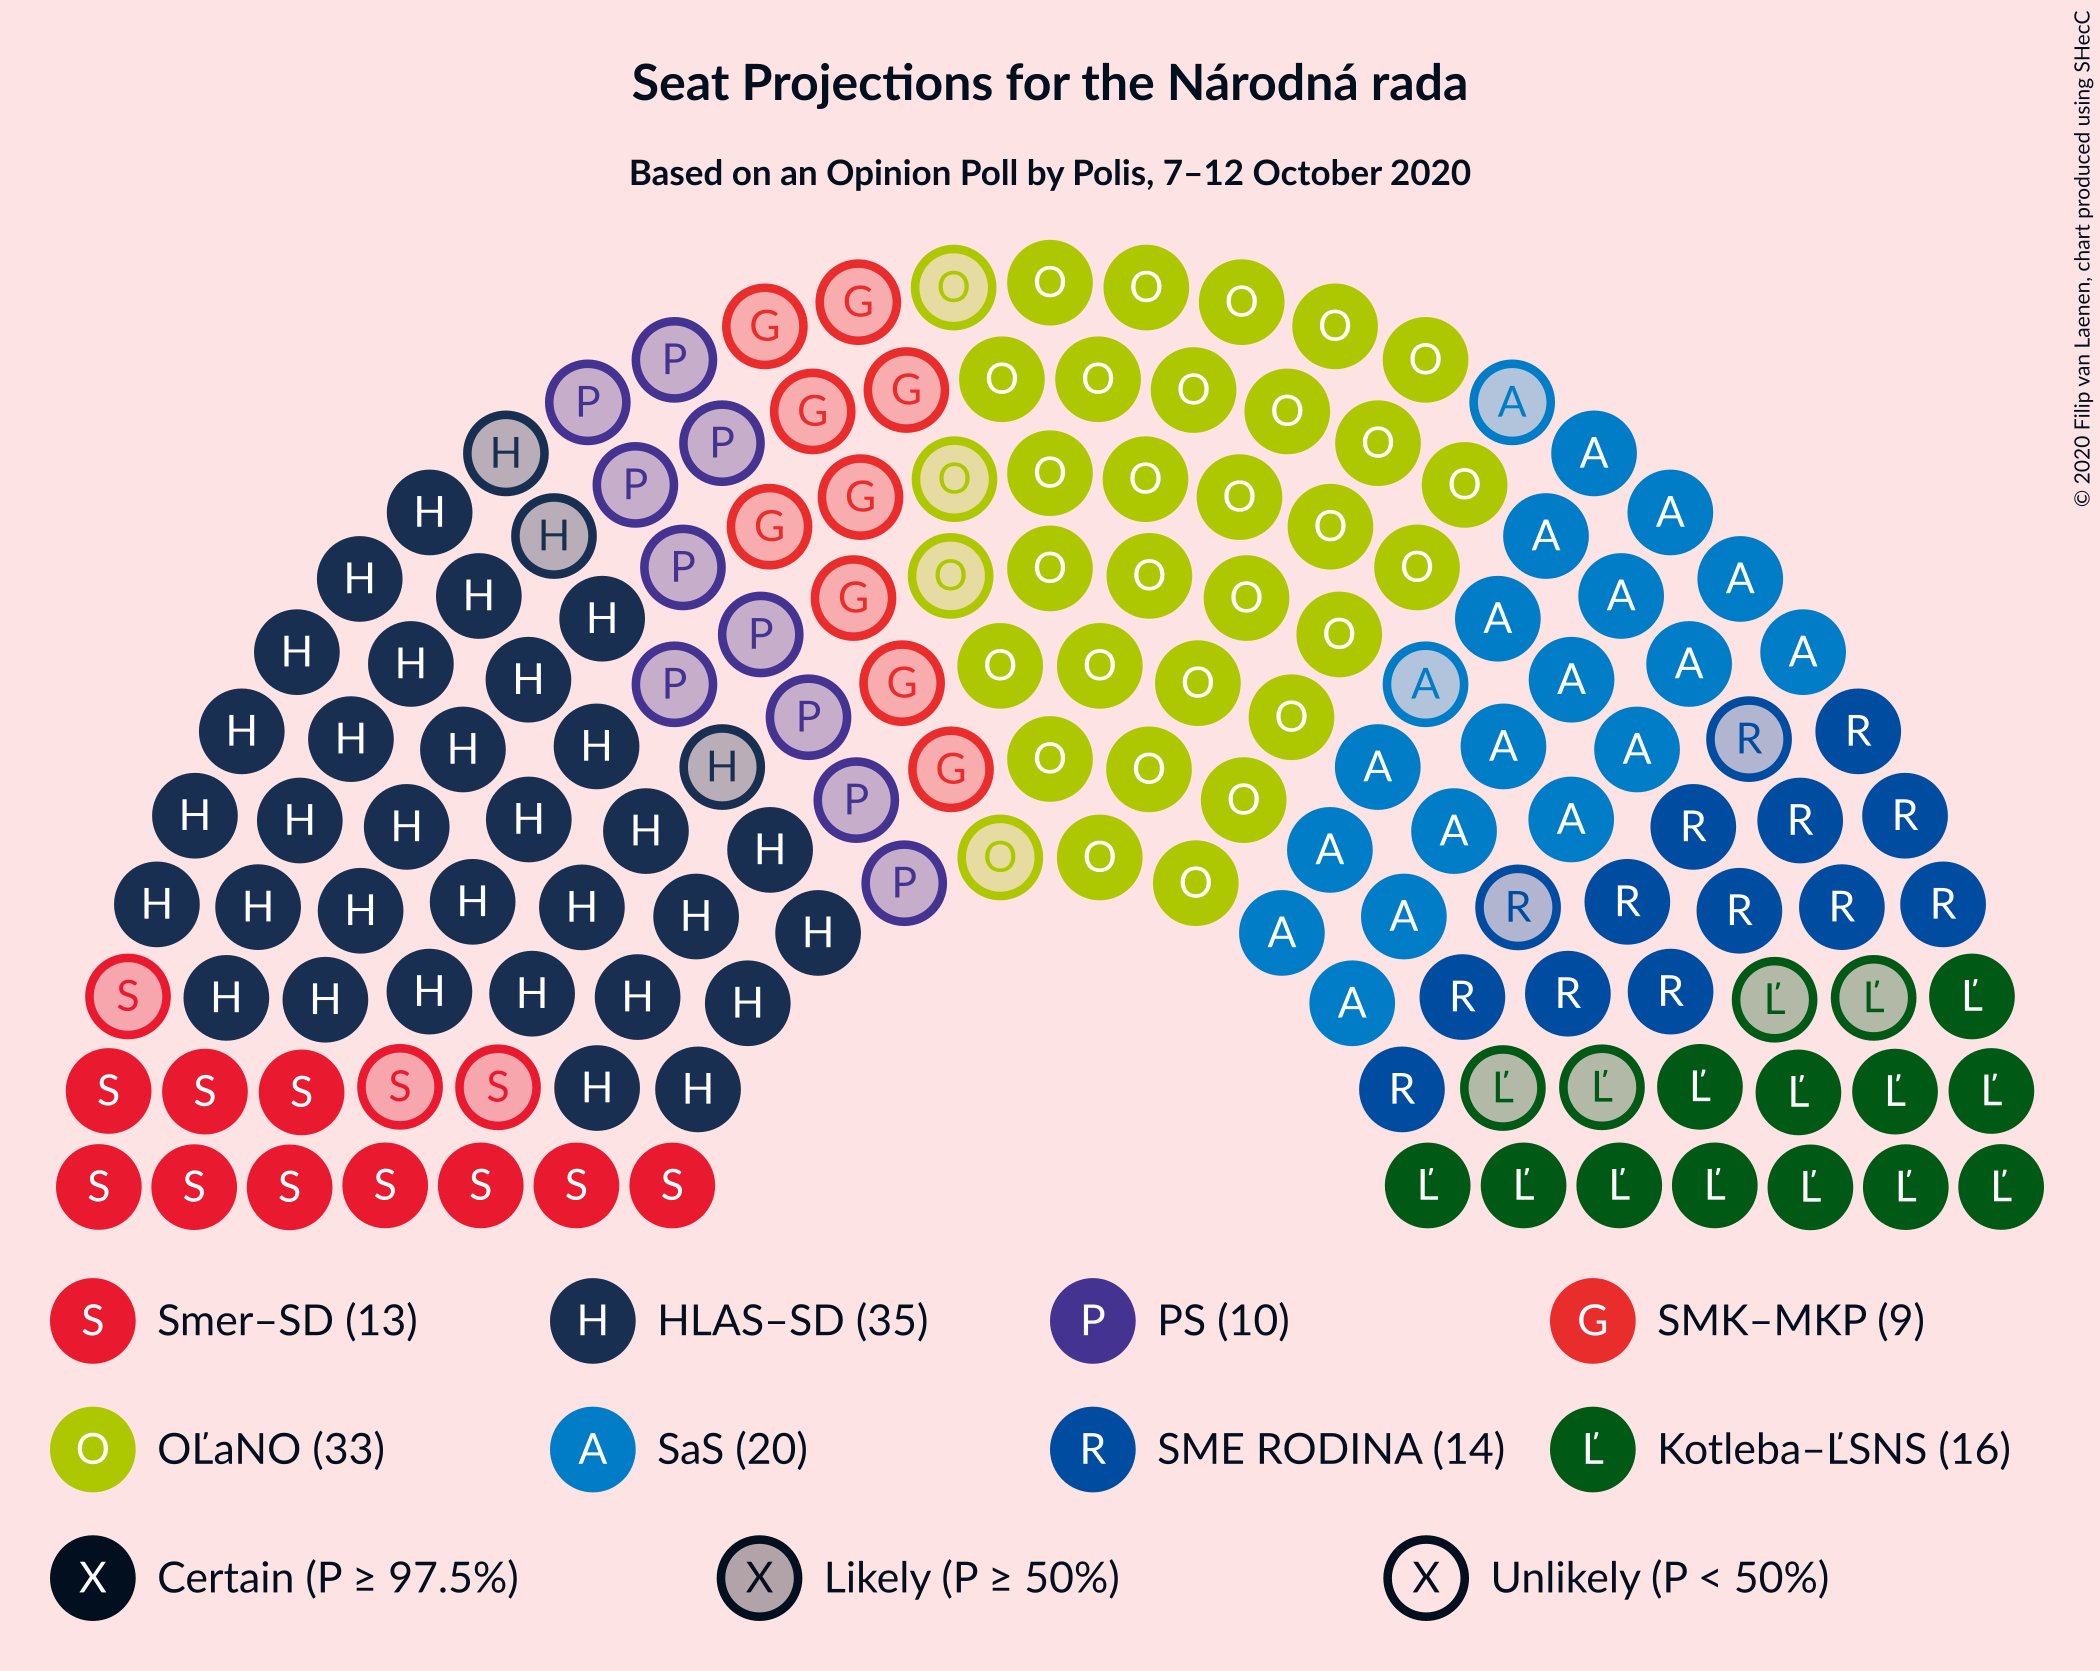 Seat Projections for the Národná rada
Based on an Opinion Poll by Polis, 7–12 October 2020
© 2020 Filip van Laenen, chart produced using SHecC
O O O O O O
G G A
P P O O O O O O
H G G A
P P O O O O O O A
H G G A A
H P O O O O O A A
H H P G A A A
H H H P O O O O A A A R
H H H P G A A R R
H H H H P O O O A A R R R
H H H H H P O O O A A R R R R
H H H H H H G A A R R R R
S H H H H H H A R R R Ľ Ľ Ľ
S S S S S H H R Ľ Ľ Ľ Ľ Ľ Ľ
S S S S S S S Ľ Ľ Ľ Ľ Ľ Ľ Ľ
S Smer–SD (13) H HLAS–SD (35) P PS (10) G SMK–MKP (9)
O OĽaNO (33) A SaS (20) R SME RODINA (14) Ľ Kotleba–ĽSNS (16)
X Certain (P ≥ 97.5%) X Likely (P ≥ 50%) X Unlikely (P < 50%)